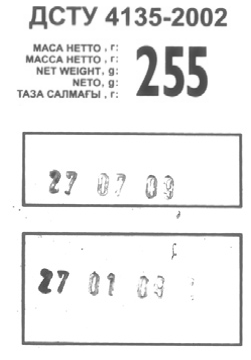 ДСТУ 4135-2002
МАСА НЕТТО, г:
МАССА НЕТТО, г:
NET WEIGHT, g:
NETO, g:
ТАЗА САЛМАҒЫ, г:
255
27 07 09
27 01 09